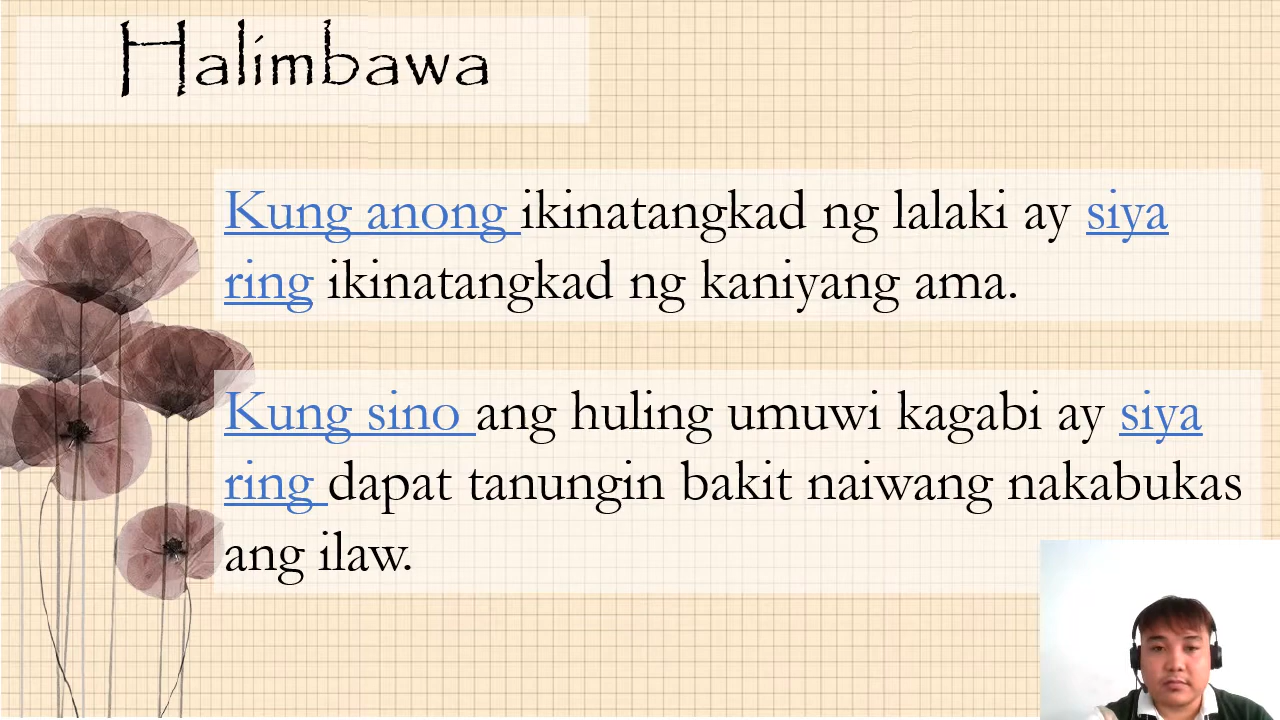 Halimbawa
Kung anong ikinatangkad ng lalaki ay siya
ring ikinatangkad ng kaniyang ama.
Kung sino ang huling umuwi kagabi ay siya
ring dapat tanungin bakit naiwang nakabukas
ang ilaw.